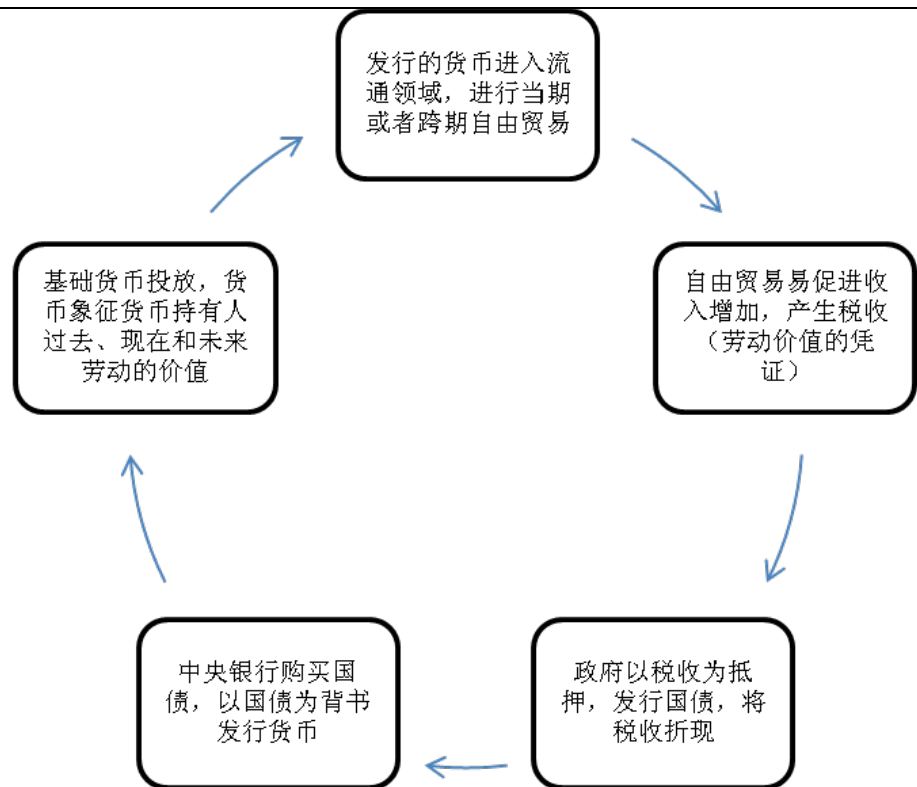 发行的货币进入流
通领域，进行当期
或者跨期自由贸易
基础货币投放，货
币象征货币持有人
过去、现在和未来
劳动的价值
自由贸易易促进收
入增加，产生税收
（劳动价值的凭
证）
中央银行购买国
债，以国债为背书
发行货币
政府以税收为抵
押，发行国债，将
税收折现